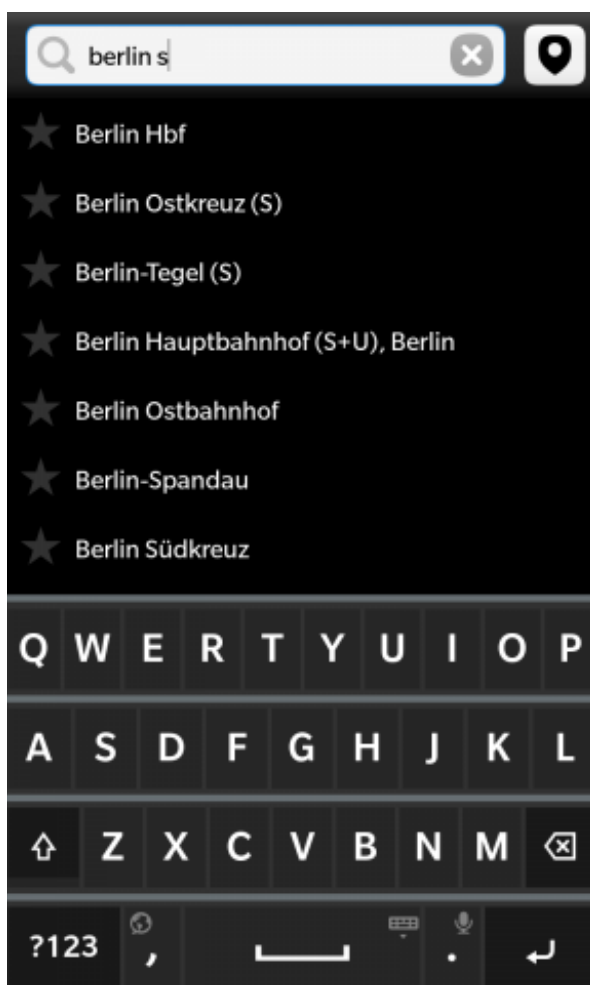 berlin s
Berlin Hbf
Berlin Ostkreuz (S)
Berlin-Tegel (S)
Berlin Hauptbahnhof (S+U), Berlin
Berlin Ostbahnhof
Berlin-Spandau
Berlin Südkreuz
Q W E R T Y U I O P
A S D F G H J K L
Z X C V B N M
?123 , .